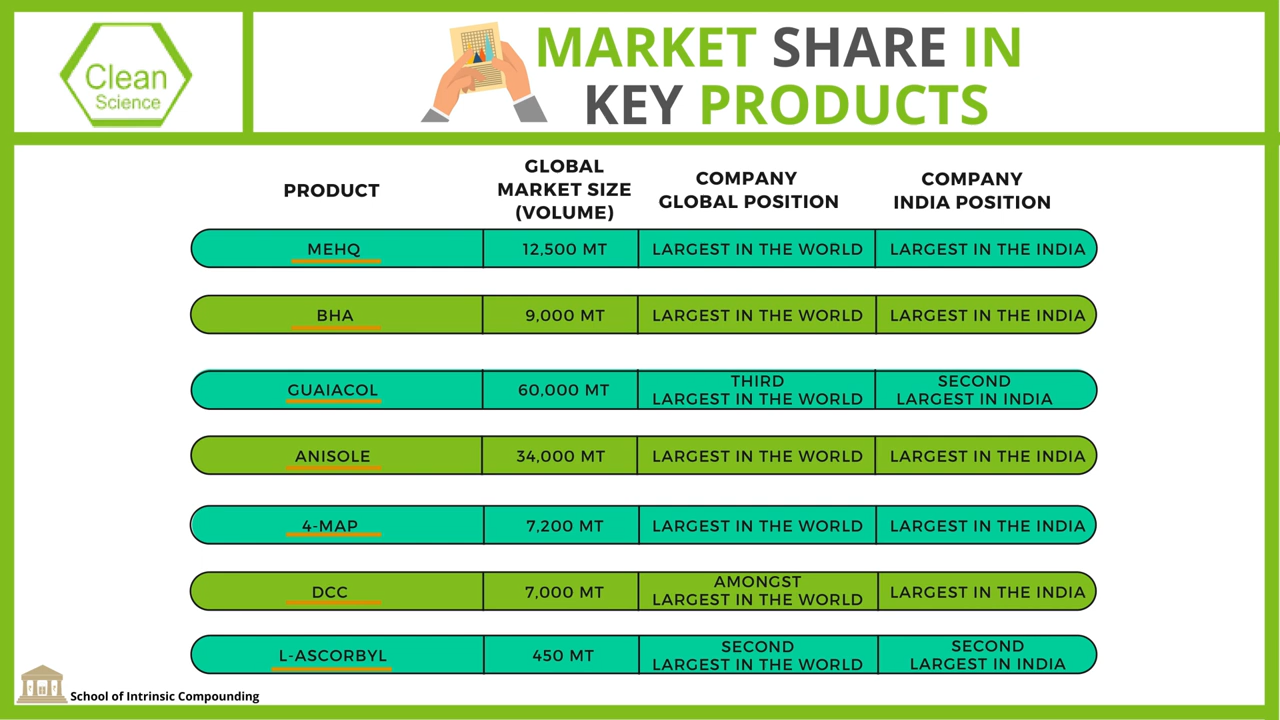 Clean
Science
MARKET SHARE IN
KEY PRODUCTS
PRODUCT
GLOBAL
MARKET SIZE
(VOLUME)
COMPANY
GLOBAL POSITION
COMPANY
INDIA POSITION
MEHQ 12,500 MT LARGEST IN THE WORLD LARGEST IN THE INDIA
BHA 9,000 MT LARGEST IN THE WORLD LARGEST IN THE INDIA
GUAIACOL 60,000 MT THIRD
LARGEST IN THE WORLD SECOND
LARGEST IN INDIA
ANISOLE 34,000 MT LARGEST IN THE WORLD LARGEST IN THE INDIA
4-MAP 7,200 MT LARGEST IN THE WORLD LARGEST IN THE INDIA
DCC 7,000 MT AMONGST
LARGEST IN THE WORLD LARGEST IN THE INDIA
L-ASCORBYL 450 MT SECOND
LARGEST IN THE WORLD SECOND
LARGEST IN INDIA
School of Intrinsic Compounding